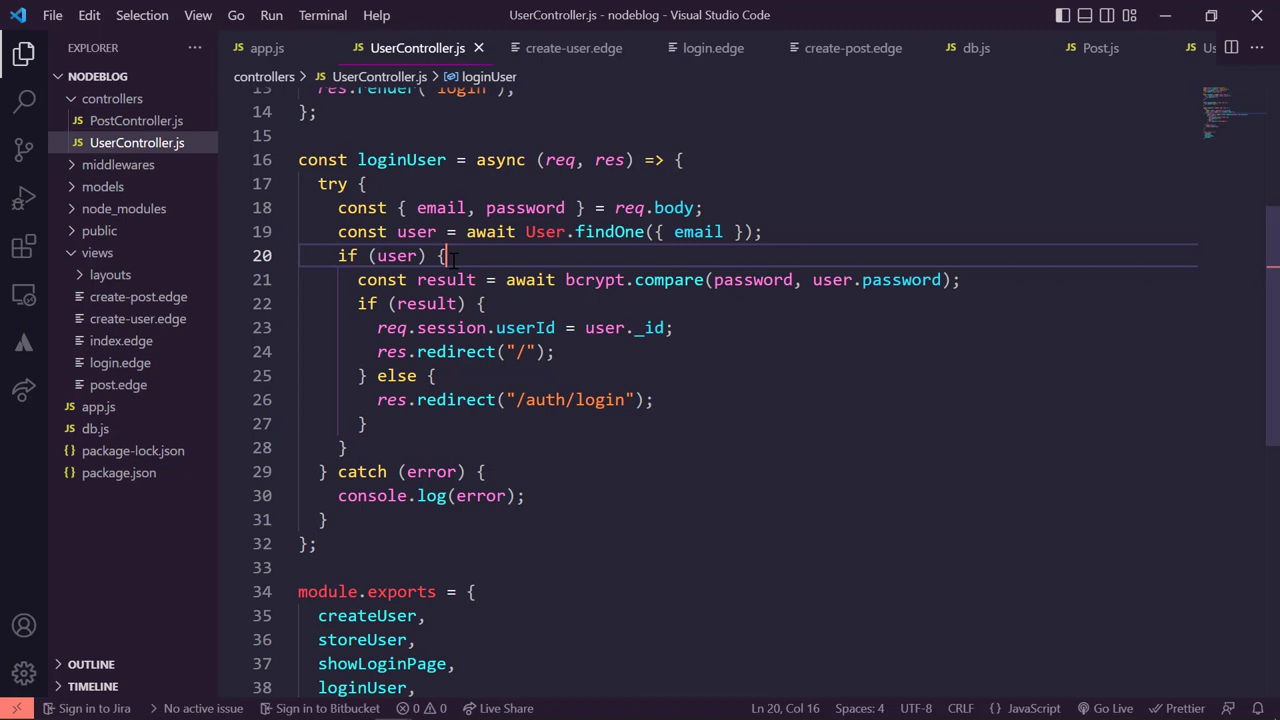 File Edit Selection View Go Run Terminal Help UserController.js - nodeblog - Visual Studio Code
EXPLORER
NODEBLOG
controllers
PostController.js
UserController.js
middlewares
models
node_modules
public
views
layouts
create-post.edge
create-user.edge
index.edge
login.edge
post.edge
app.js
db.js
package-lock.json
package.json
OUTLINE
TIMELINE
app.js UserController.js create-user.edge login.edge create-post.edge db.js Post.js Us
controllers > JS UserController.js > loginUser
13 res.render("login");
14 };
15
16 const loginUser = async (req, res) => {
17 try {
18 const { email, password } = req.body;
19 const user = await User.findOne({ email });
20 if (user) {
21 const result = await bcrypt.compare(password, user.password);
22 if (result) {
23 req.session.userId = user._id;
24 res.redirect("/");
25 } else {
26 res.redirect("/auth/login");
27 }
28 }
29 } catch (error) {
30 console.log(error);
31 }
32 };
33
34 module.exports = {
35 createUser,
36 storeUser,
37 showLoginPage,
38 loginUser,
Sign in to Jira No active issue Sign in to Bitbucket 0 0 Live Share Ln 20, Col 16 Spaces: 4 UTF-8 CRLF JavaScript Go Live Prettier